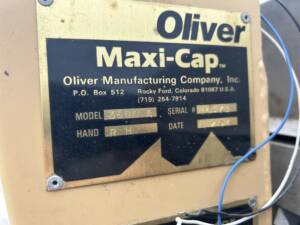 Oliver
Maxi-Cap™
Oliver Manufacturing Company, Inc.
P.O. Box 512 Rocky Ford, Colorado 81067 U.S.A.
(719) 254-7814
MODEL SERIAL #
HAND R H DATE
Oliver